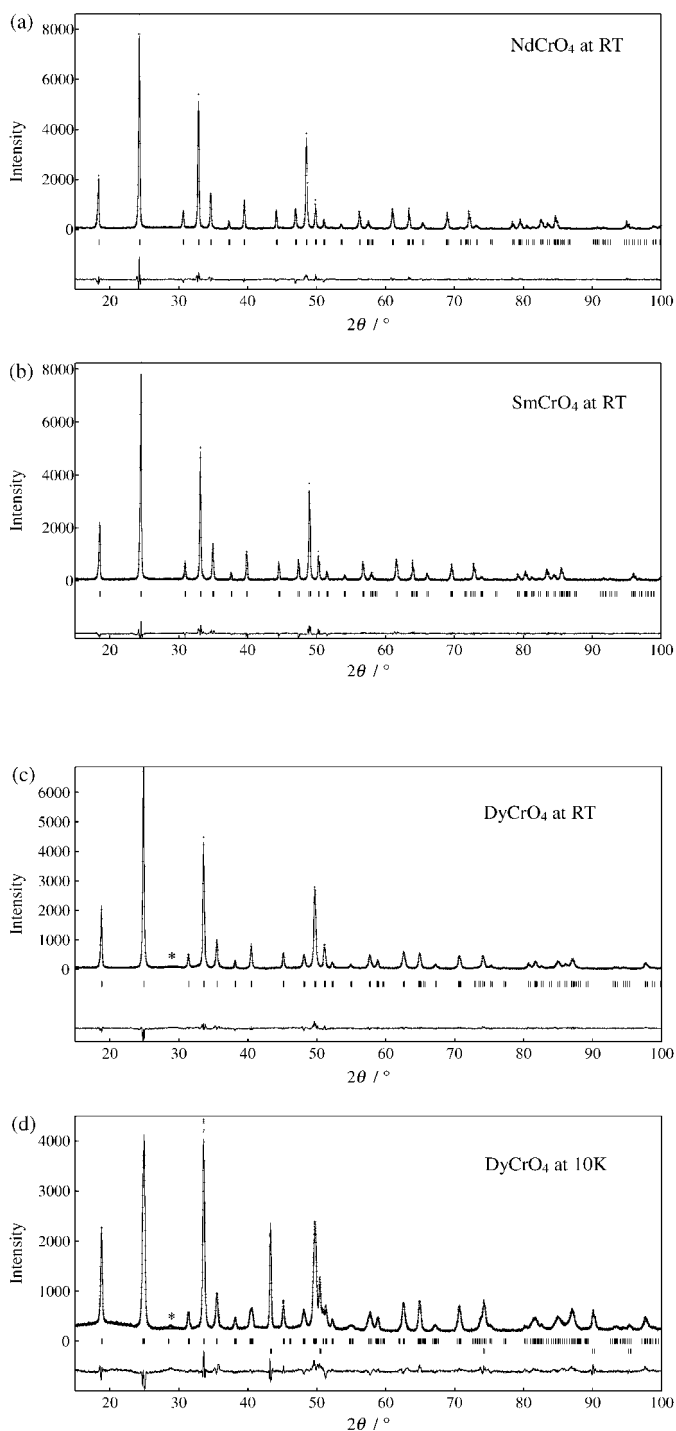 (a)
NdCrO4 at RT
8000
6000
4000
2000
0
Intensity
20 30 40 50 60 70 80 90 100
2θ / °
(b)
SmCrO4 at RT
8000
6000
4000
2000
0
Intensity
20 30 40 50 60 70 80 90 100
2θ / °
(c)
DyCrO4 at RT
6000
5000
4000
3000
2000
1000
0
Intensity
*
20 30 40 50 60 70 80 90 100
2θ / °
(d)
DyCrO4 at 10K
4000
3000
2000
1000
0
Intensity
*
20 30 40 50 60 70 80 90 100
2θ / °